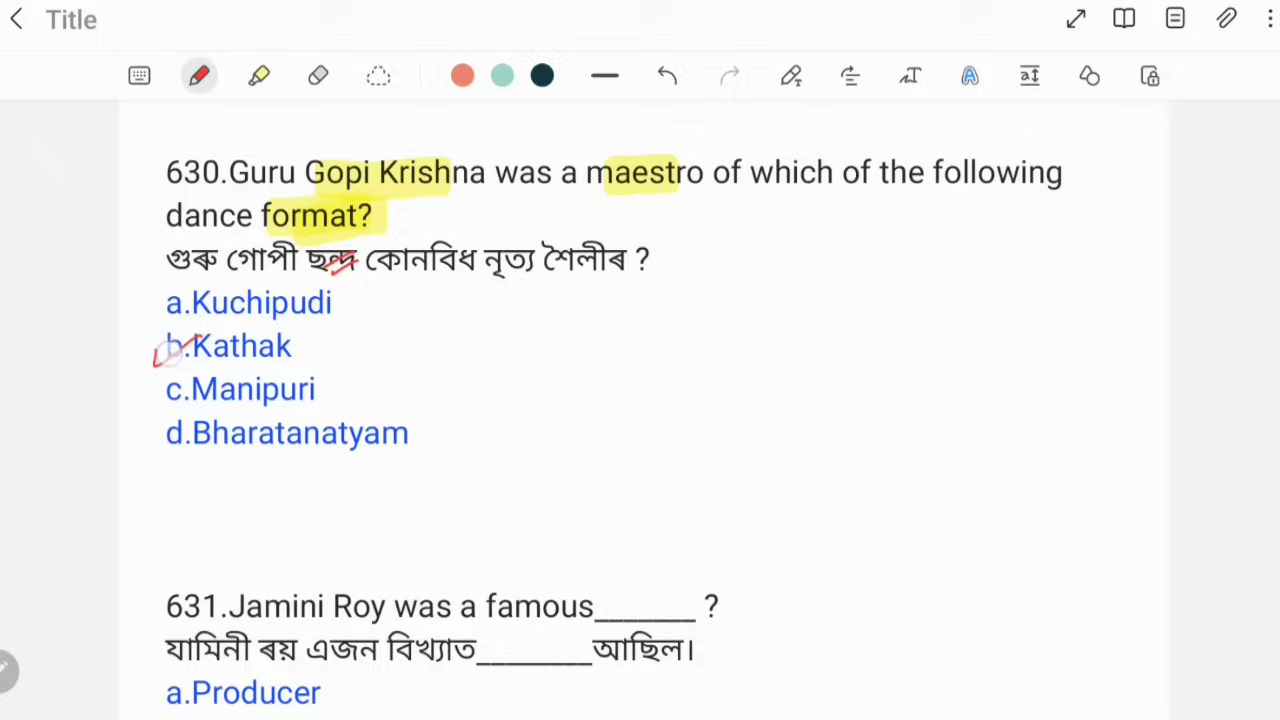 Title
630.Guru Gopi Krishna was a maestro of which of the following
dance format?
গুৰু গোপী ছন্দ্ৰ কোনবিধ নৃত্য শৈলীৰ ?
a.Kuchipudi
b.Kathak
c.Manipuri
d.Bharatanatyam
631.Jamini Roy was a famous_______ ?
যামিনী ৰয় এজন বিখ্যাত________আছিল।
a.Producer